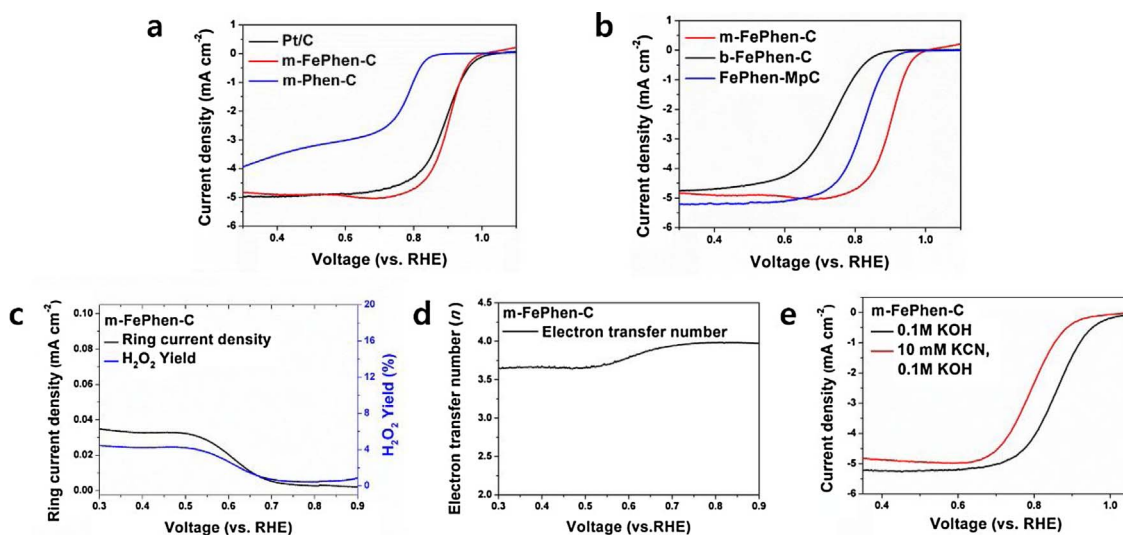 a
Pt/C
m-FePhen-C
m-Phen-C
1
0
-1
-2
-3
-4
-5
-6
0.4 0.6 0.8 1.0
Current density (mA cm⁻²)
Voltage (vs. RHE)
b
m-FePhen-C
b-FePhen-C
FePhen-MpC
1
0
-1
-2
-3
-4
-5
-6
0.4 0.6 0.8 1.0
Current density (mA cm⁻²)
Voltage (vs. RHE)
c
m-FePhen-C
Ring current density
H₂O₂ Yield
0.10
0.08
0.06
0.04
0.02
0.00
20
16
12
8
4
0
0.3 0.4 0.5 0.6 0.7 0.8 0.9
Ring current density (mA cm⁻²)
H₂O₂ Yield (%)
Voltage (vs. RHE)
d
m-FePhen-C
Electron transfer number
4.5
4.0
3.5
3.0
2.5
2.0
0.3 0.4 0.5 0.6 0.7 0.8 0.9
Electron transfer number (n)
Voltage (vs.RHE)
e
m-FePhen-C
0.1M KOH
10 mM KCN,
0.1M KOH
0
-1
-2
-3
-4
-5
-6
0.4 0.6 0.8 1.0
Current density (mA cm⁻²)
Voltage (vs. RHE)